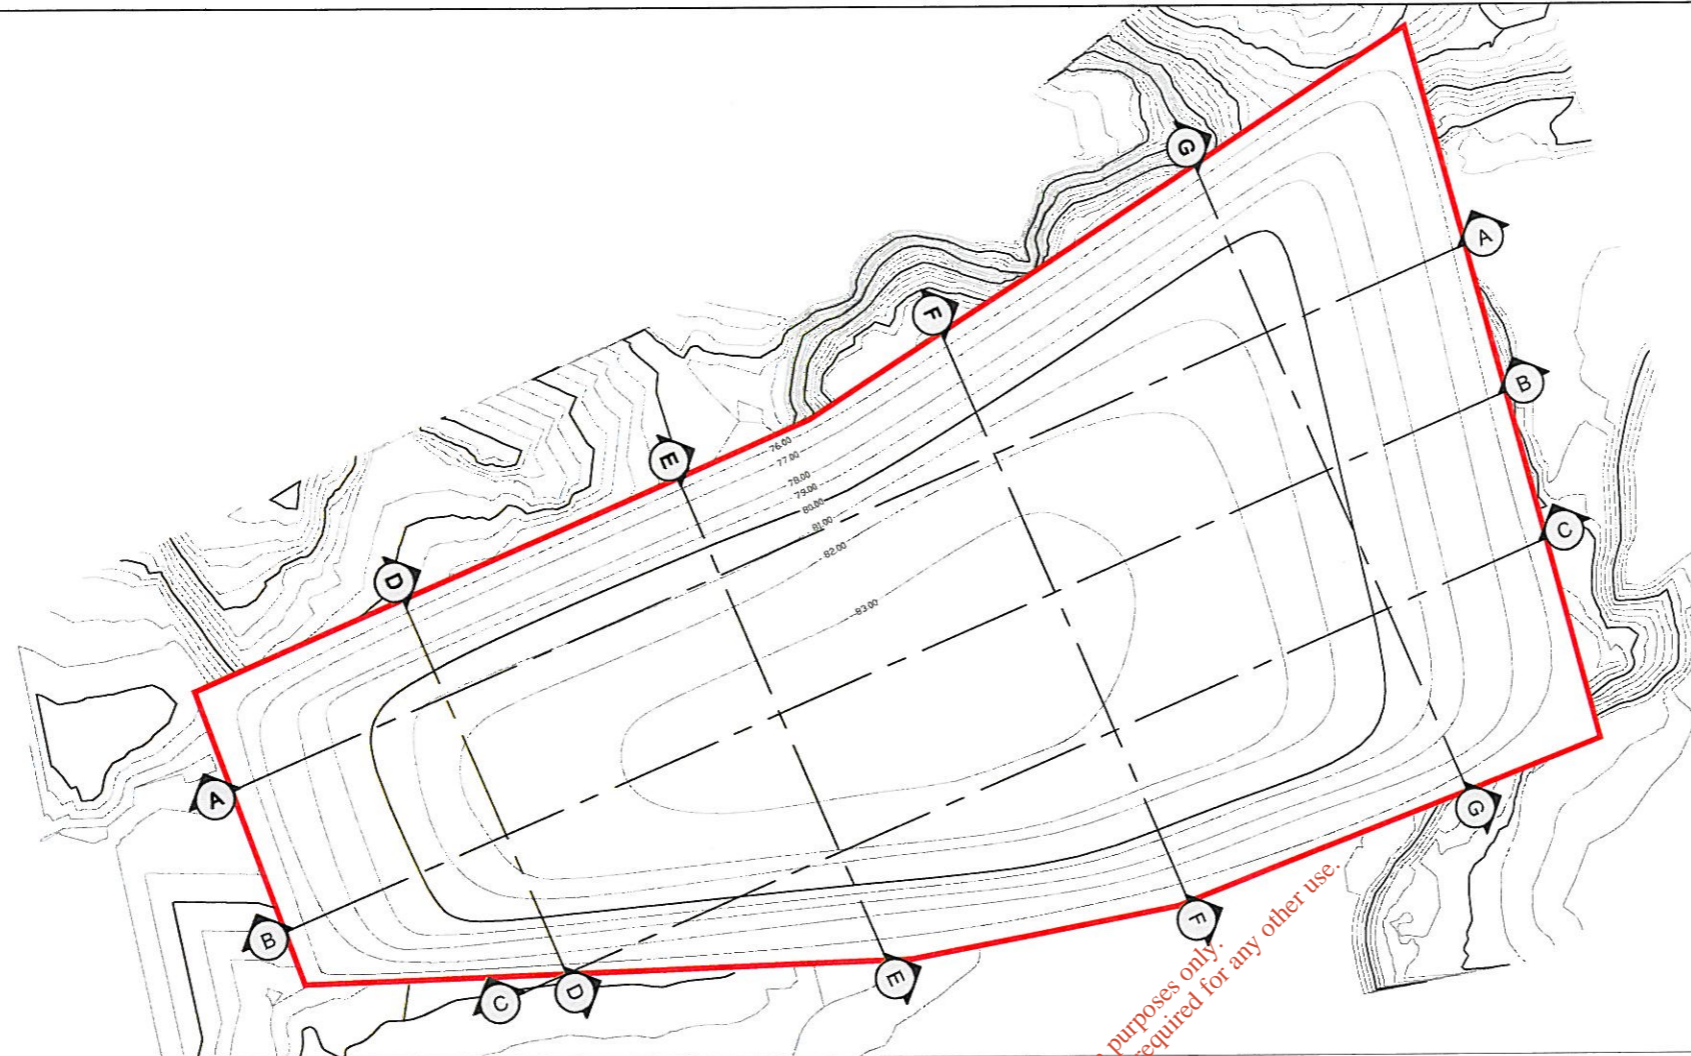 G
A
F
B
76.00
77.00
E
78.00
79.00
80.00
81.00
C
82.00
D
83.00
A
G
B
F
E
D
C
purposes only.
required for any other use.